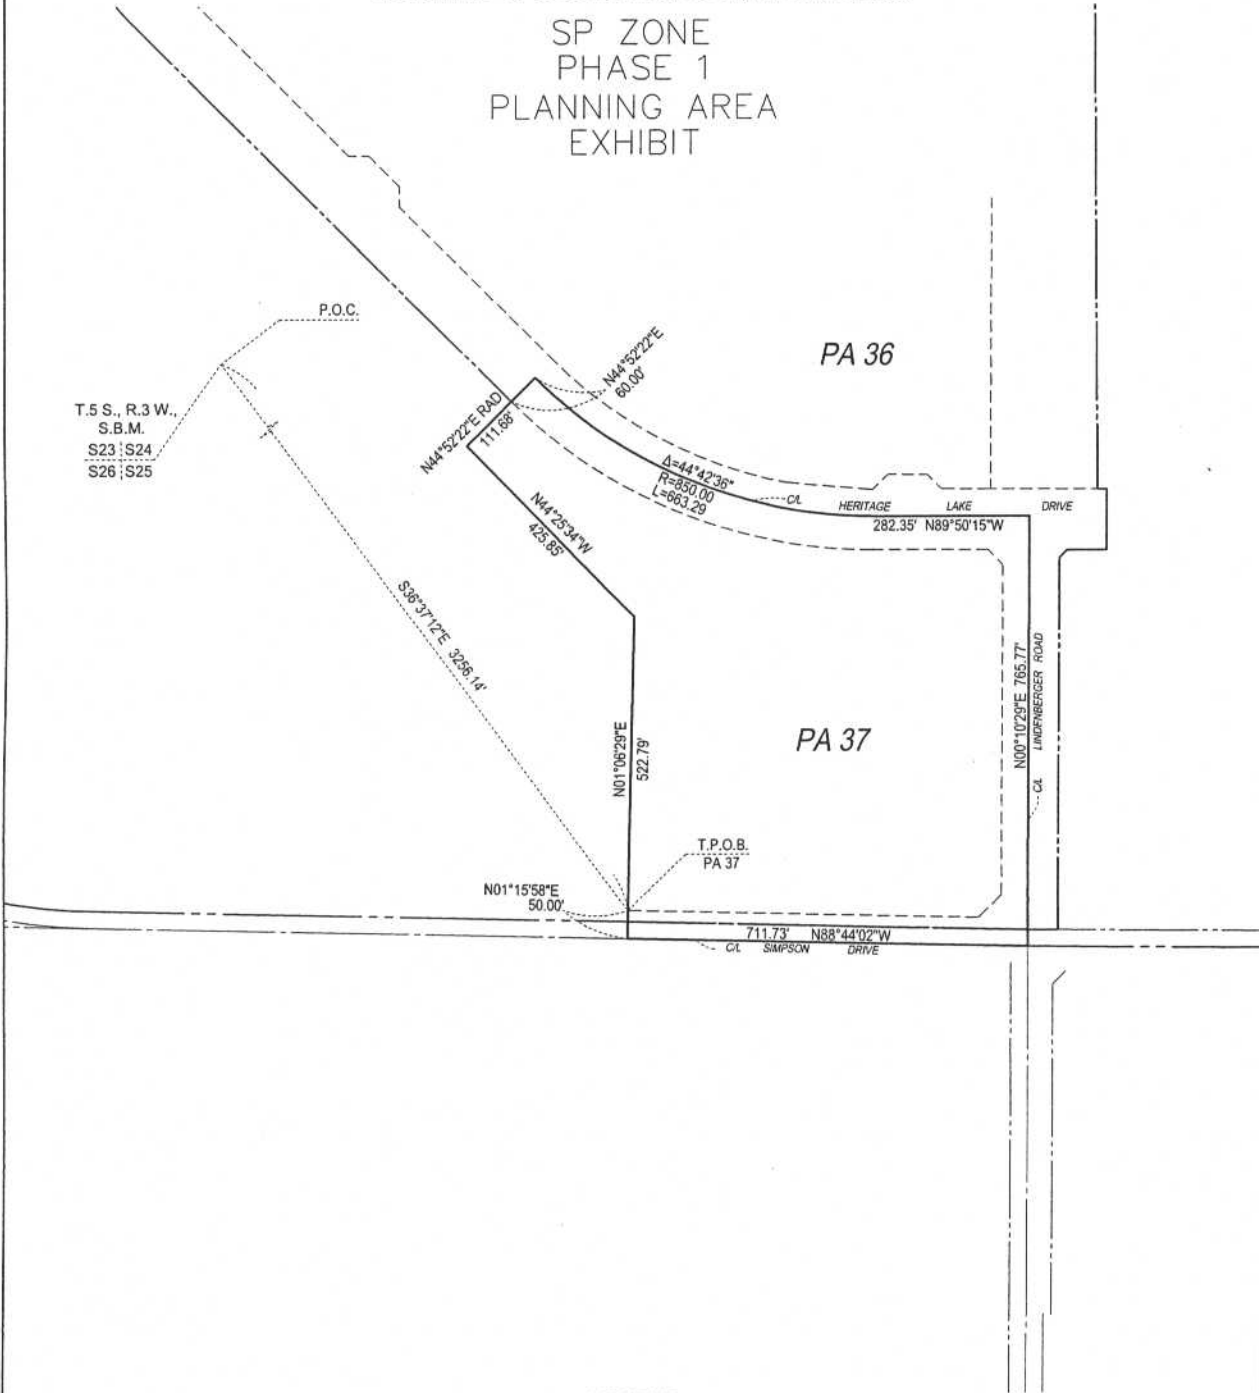 SP ZONE
PHASE 1
PLANNING AREA
EXHIBIT
P.O.C.
T.5 S., R.3 W.,
S.B.M.
S23 S24
S26 S25
N44°52'22"E
60.00'
PA 36
N44°52'22"E RAD
111.68'
Δ=44°42'36"
R=850.00
L=663.29
C/L
HERITAGE LAKE DRIVE
282.35' N89°50'15"W
N44°25'34"W
425.85'
S36°37'12"E 3256.14'
N01°06'29"E
522.79'
PA 37
N00°10'29"E 765.77'
C/L LINDENBERGER ROAD
T.P.O.B.
PA 37
N01°15'58"E
50.00'
711.73' N88°44'02"W
C/L SIMPSON DRIVE